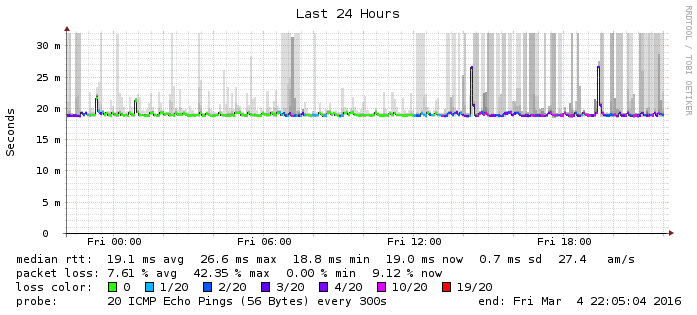 Last 24 Hours
RRDTOOL / TOBI OETIKER
Seconds
30 m
25 m
20 m
15 m
10 m
5 m
0
Fri 00:00 Fri 06:00 Fri 12:00 Fri 18:00
median rtt: 19.1 ms avg 26.6 ms max 18.8 ms min 19.0 ms now 0.7 ms sd 27.4 am/s
packet loss: 7.61 % avg 42.35 % max 0.00 % min 9.12 % now
loss color: 0 1/20 2/20 3/20 4/20 10/20 19/20
probe: 20 ICMP Echo Pings (56 Bytes) every 300s end: Fri Mar 4 22:05:04 2016